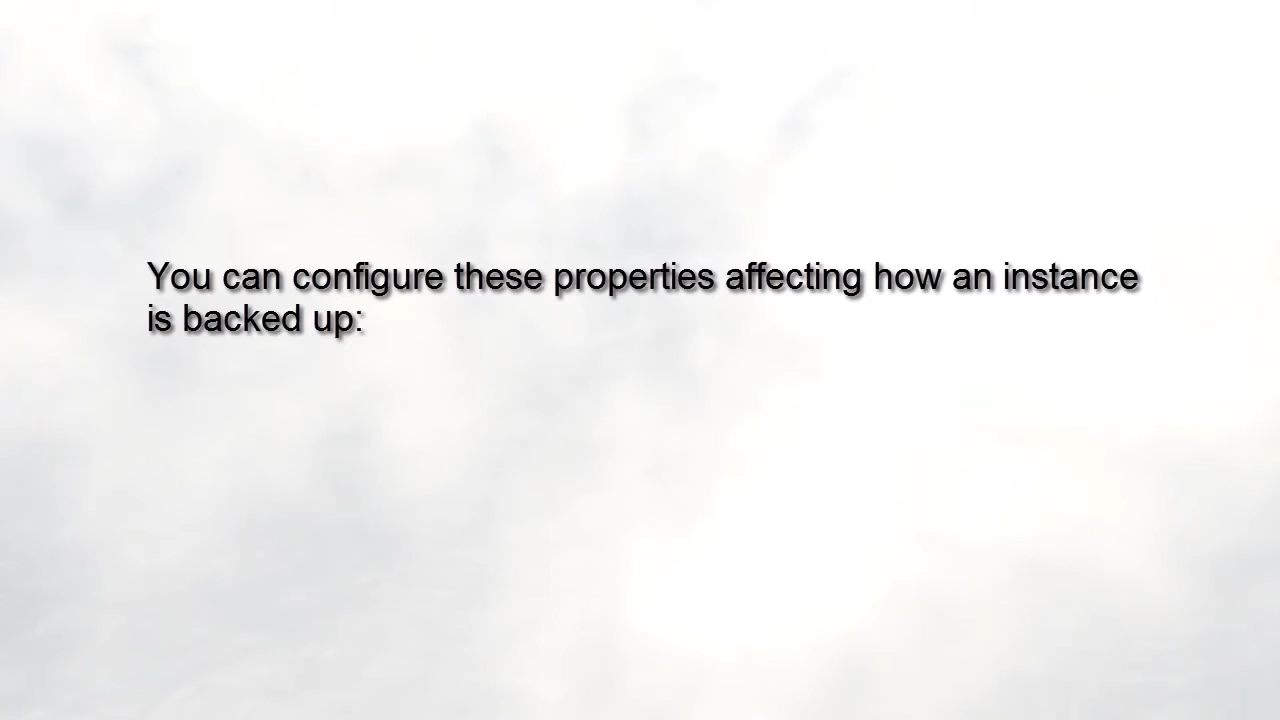 You can configure these properties affecting how an instance
is backed up: